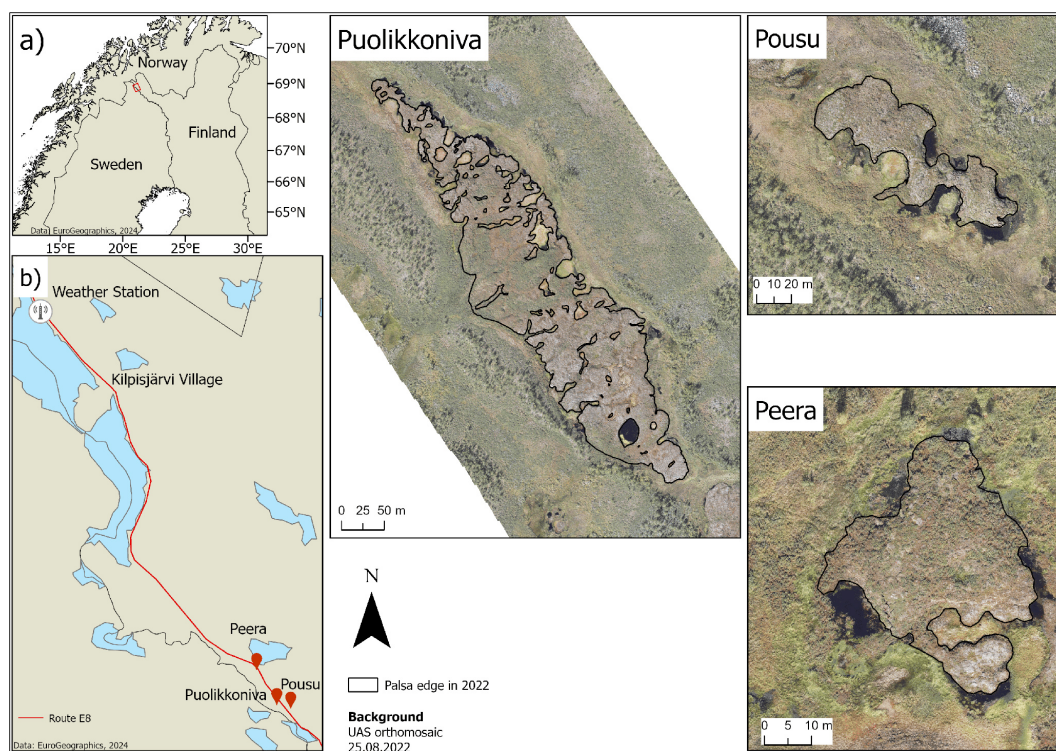 a)
Norway
Finland
Sweden
70°N
69°N
68°N
67°N
66°N
65°N
Data: EuroGeographics, 2024
15°E
20°E
25°E
30°E
b)
Weather Station
Kilpisjärvi Village
Peera
Puolikkoniva
Pousu
Route E8
Data: EuroGeographics, 2024
Puolikkoniva
0 25 50 m
N
Palsa edge in 2022
Background
UAS orthomosaic
25.08.2022
Pousu
0 10 20 m
Peera
0 5 10 m